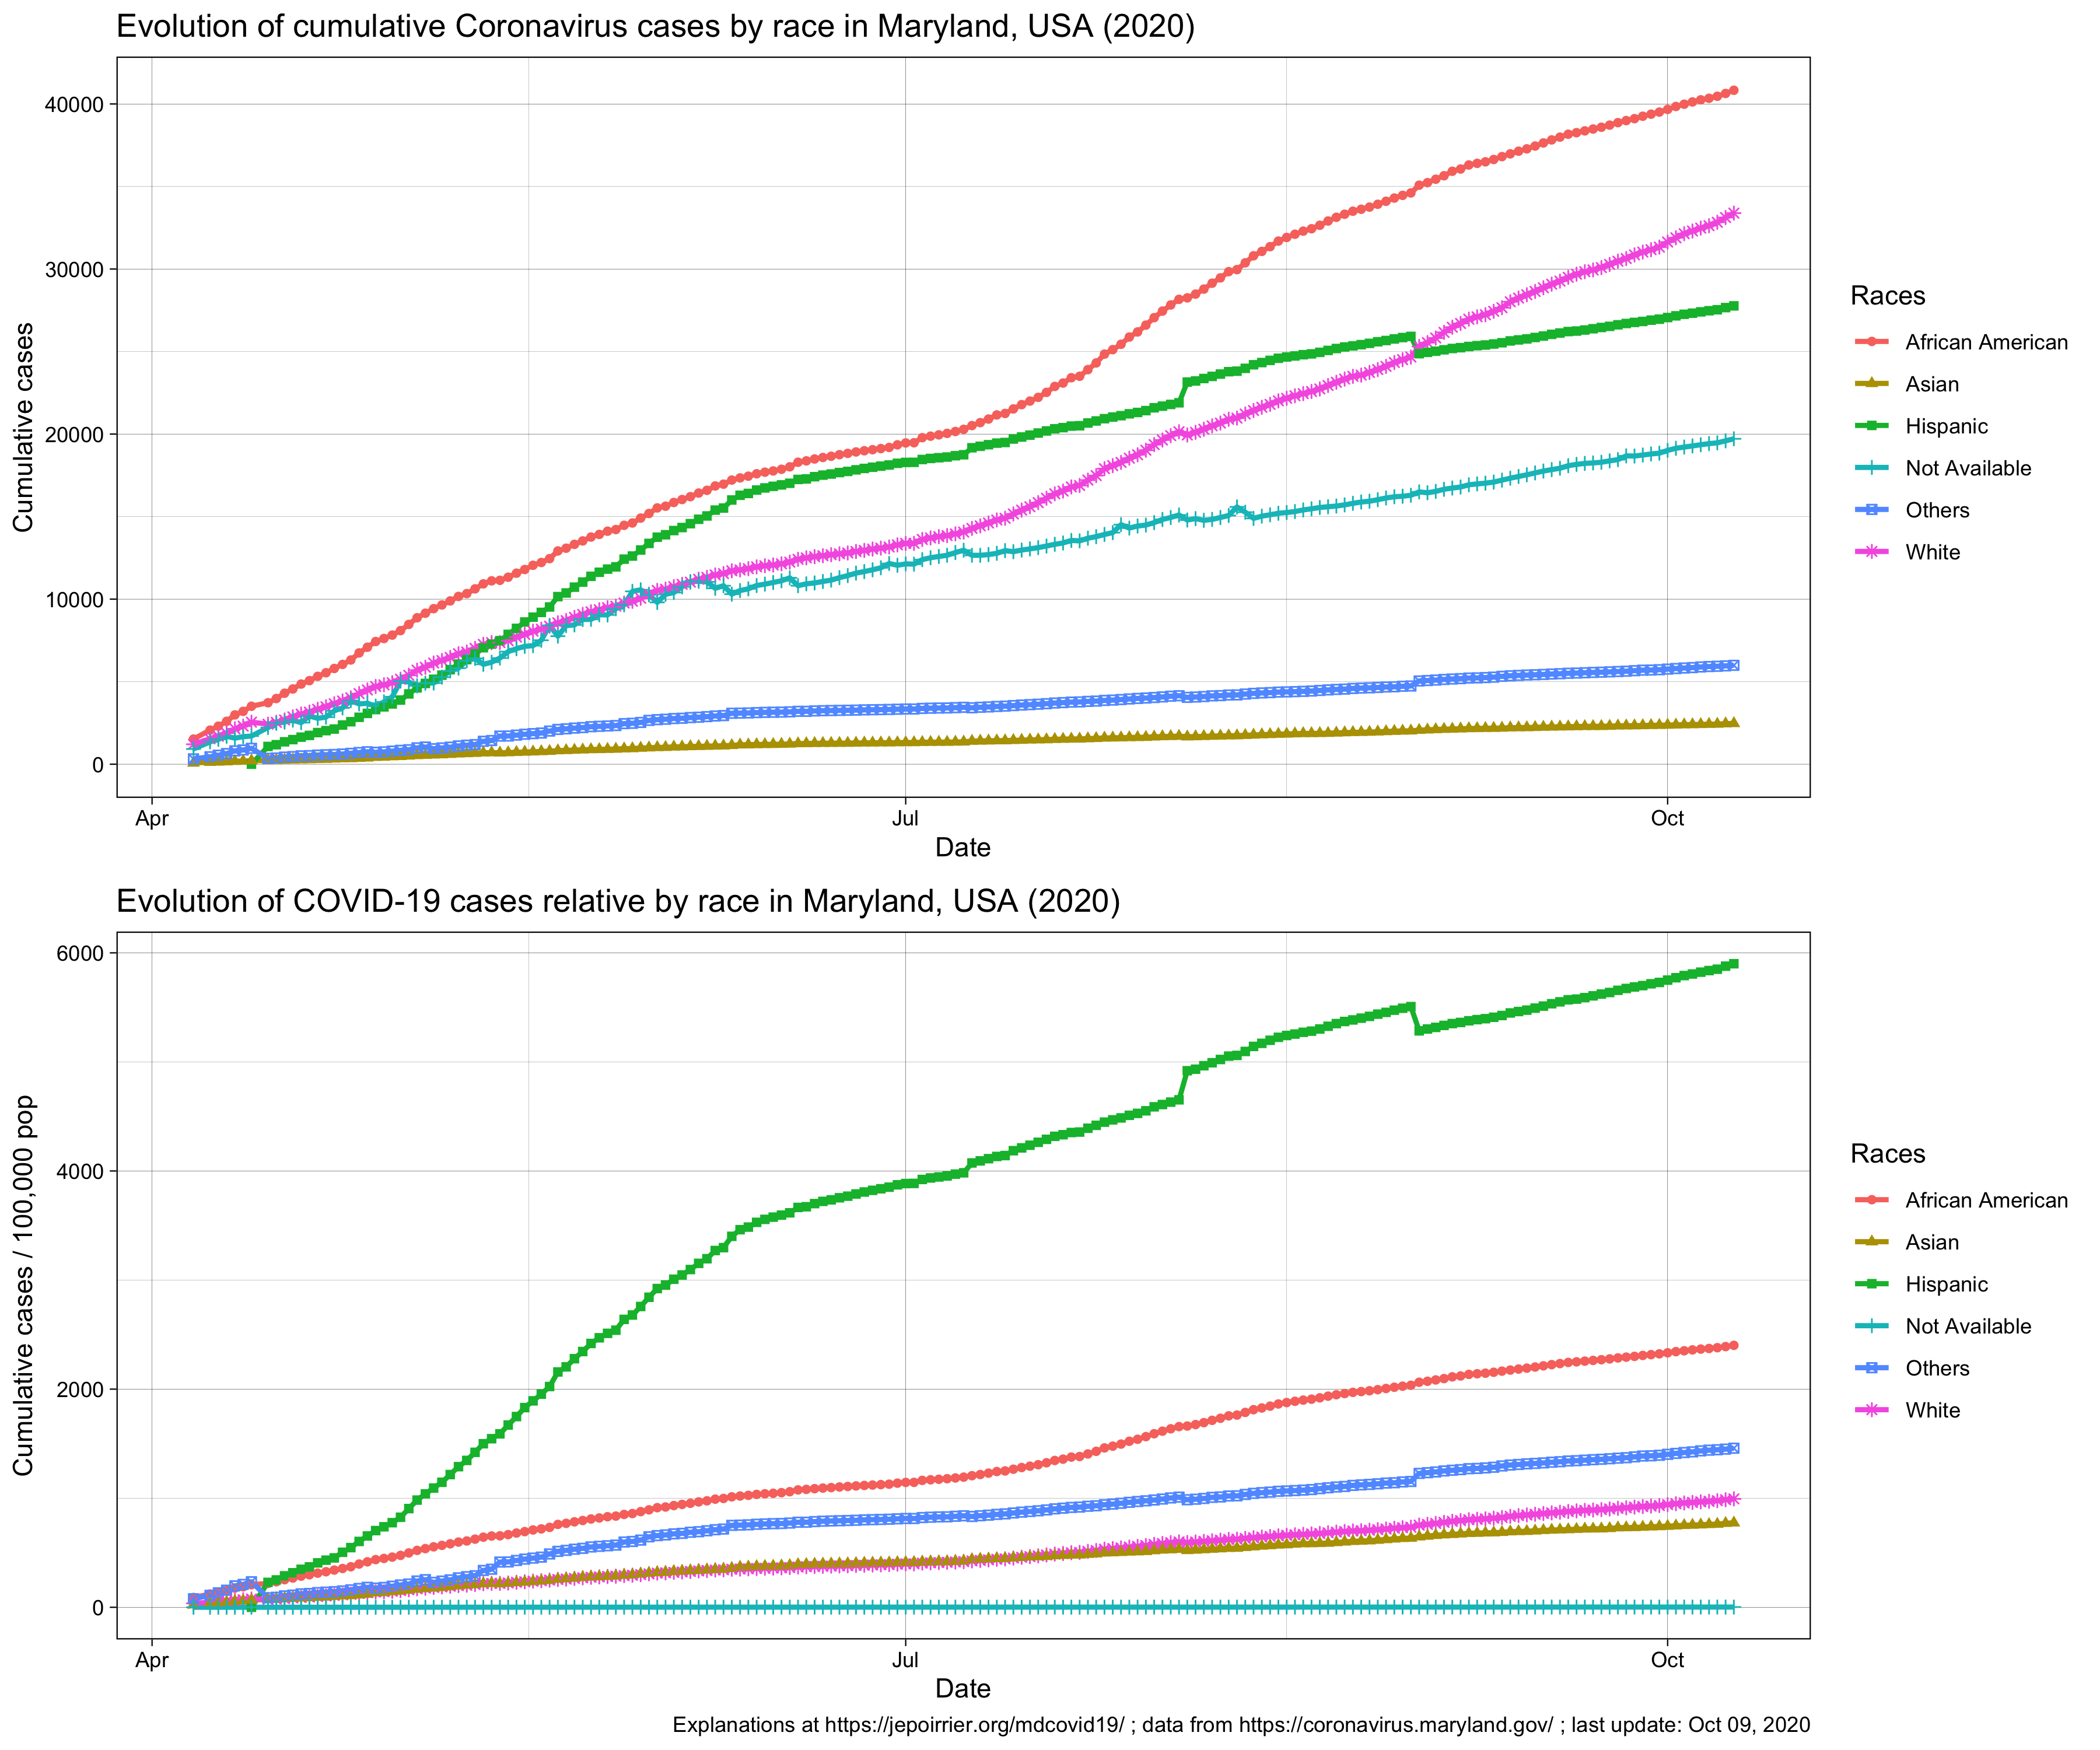 Evolution of cumulative Coronavirus cases by race in Maryland, USA (2020)
40000
30000
20000
10000
0
Cumulative cases
Apr
Jul
Oct
Date
Races
African American
Asian
Hispanic
Not Available
Others
White
Evolution of COVID-19 cases relative by race in Maryland, USA (2020)
6000
4000
2000
0
Cumulative cases / 100,000 pop
Apr
Jul
Oct
Date
Races
African American
Asian
Hispanic
Not Available
Others
White
Explanations at https://jepoirrier.org/mdcovid19/ ; data from https://coronavirus.maryland.gov/ ; last update: Oct 09, 2020